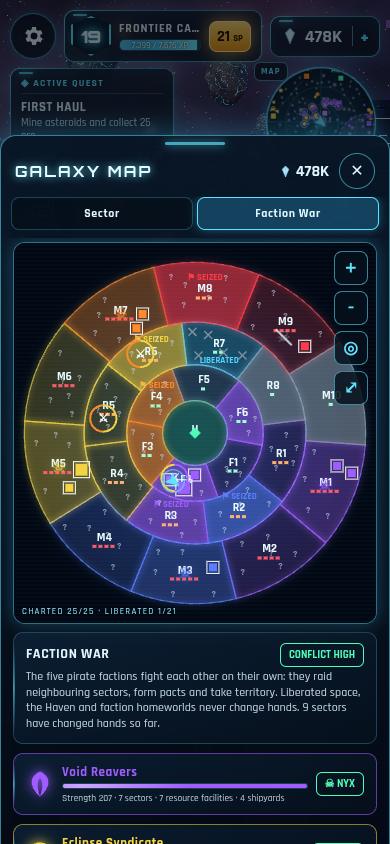 19
FRONTIER CA...
7,399 / 7,676 XP
21 SP
478K
+
MAP
ACTIVE QUEST
FIRST HAUL
Mine asteroids and collect 25
ore
GALAXY MAP
478K
Sector
Faction War
SEIZED
M8
M7
M9
SEIZED
R6
R7
LIBERATED
M6
SEIZED
F5
R8
M10
F4
R5
F6
H
F3
M5
R4
F1
R1
M1
SEIZED
SEIZED
R3
R2
M4
M2
M3
CHARTED 25/25 · LIBERATED 1/21
FACTION WAR
CONFLICT HIGH
The five pirate factions fight each other on their own: they raid
neighbouring sectors, form pacts and take territory. Liberated space,
the Haven and faction homeworlds never change hands. 9 sectors
have changed hands so far.
Void Reavers
NYX
Strength 207 · 7 sectors · 7 resource facilities · 4 shipyards
Eclipse Syndicate